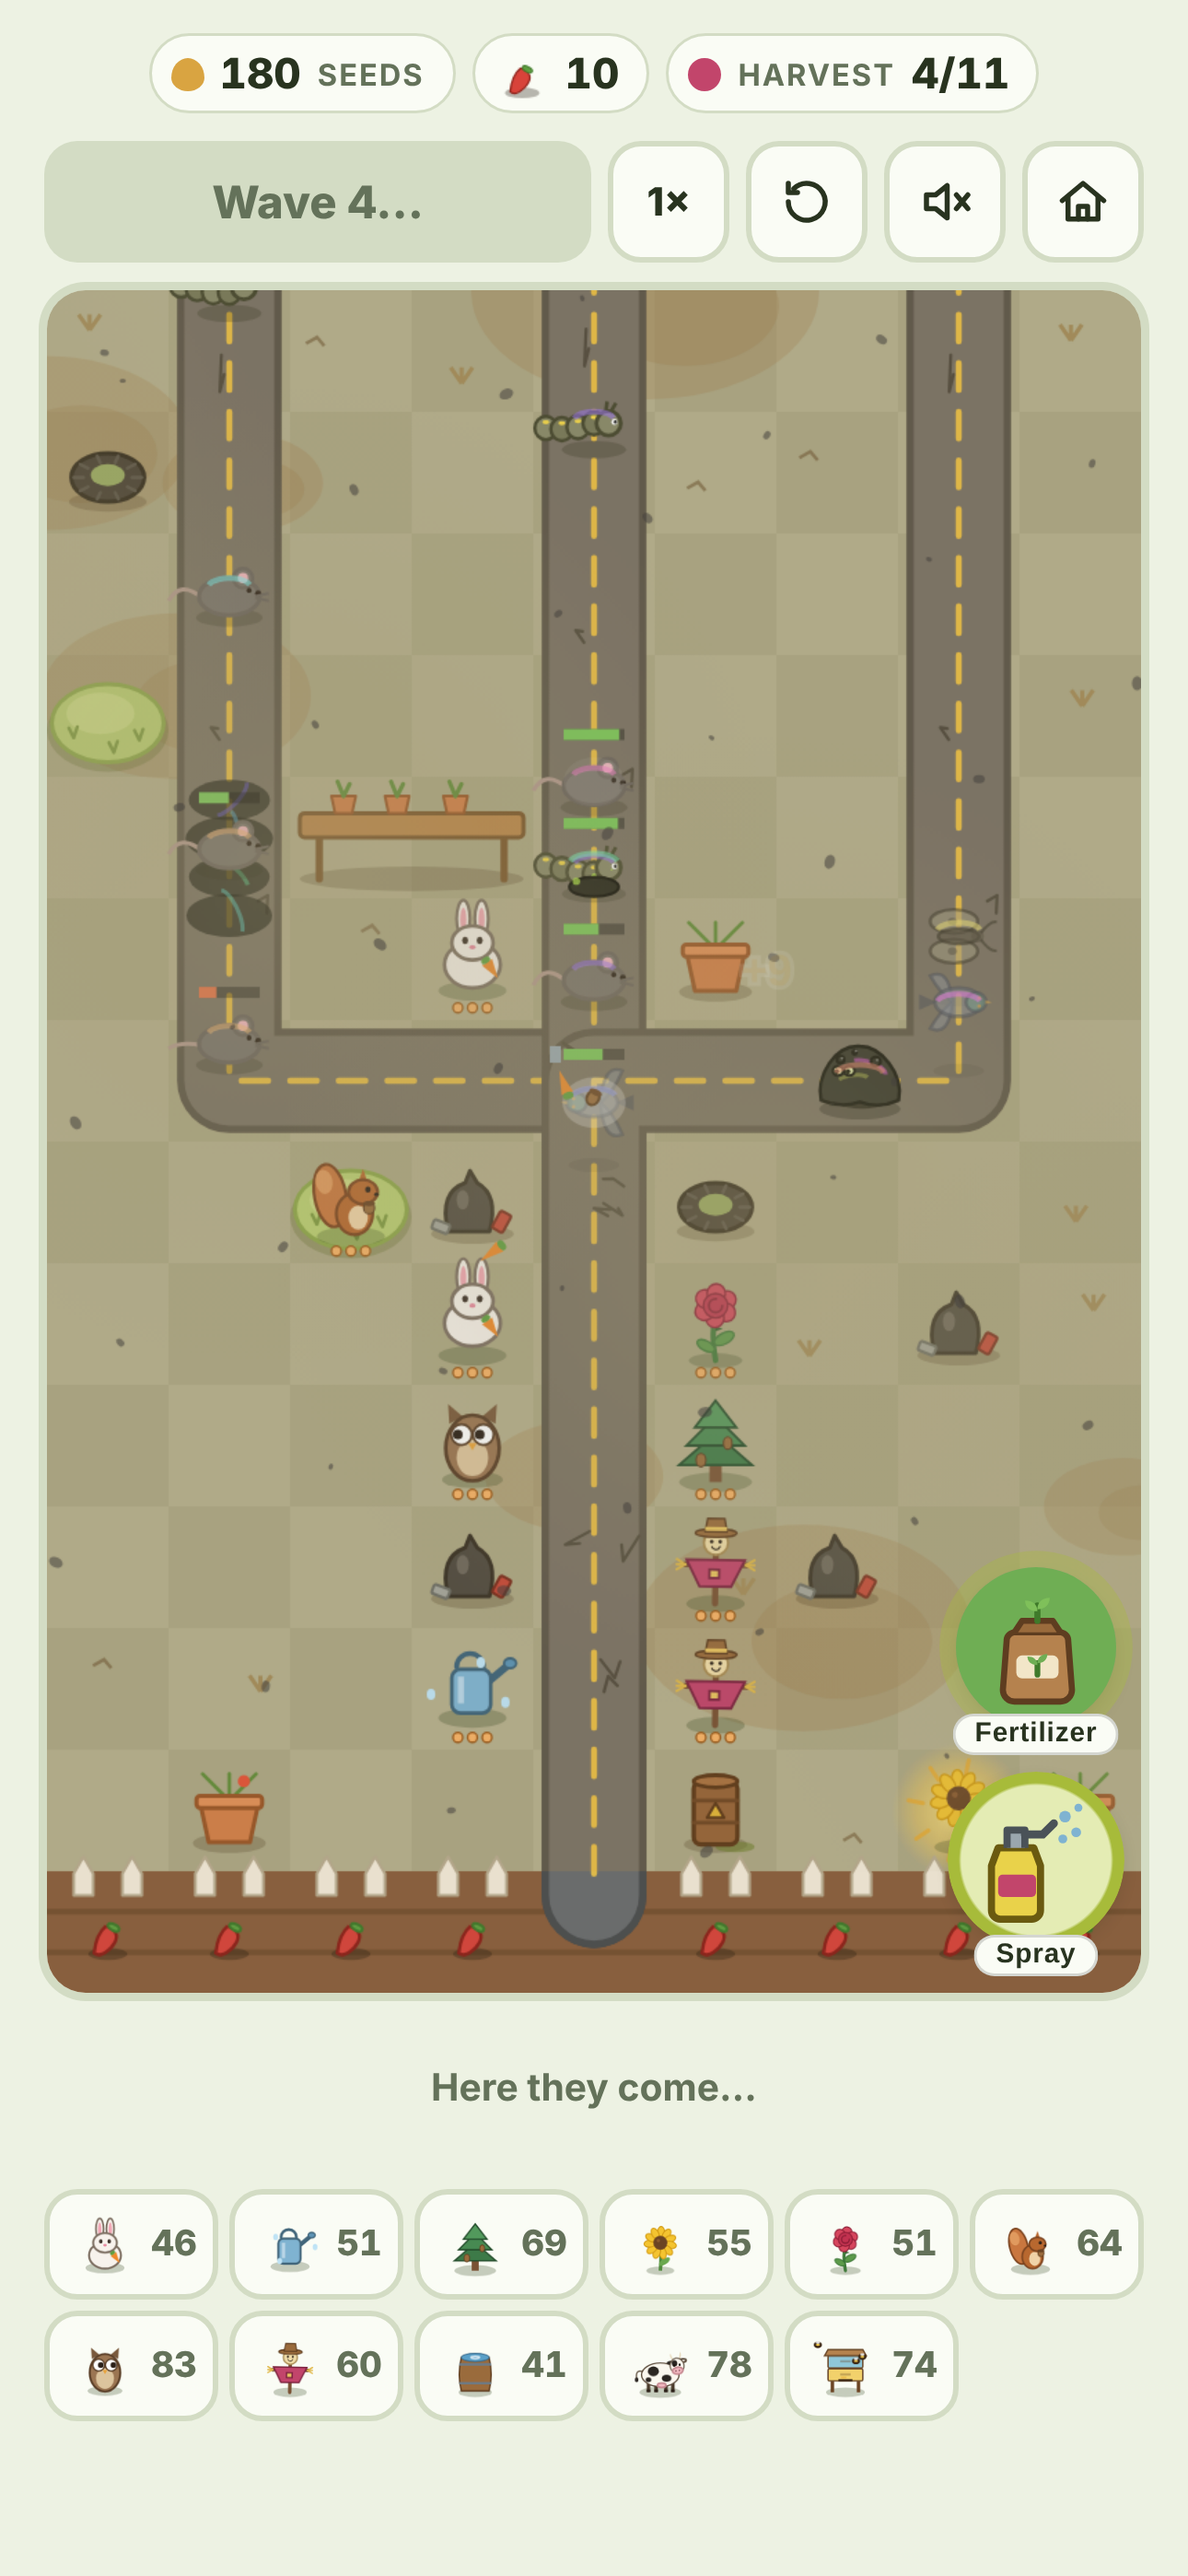 180 SEEDS 10 HARVEST 4/11
Wave 4... 1×
+9
Fertilizer
Spray
Here they come...
46 51 69 55 51 64
83 60 41 78 74